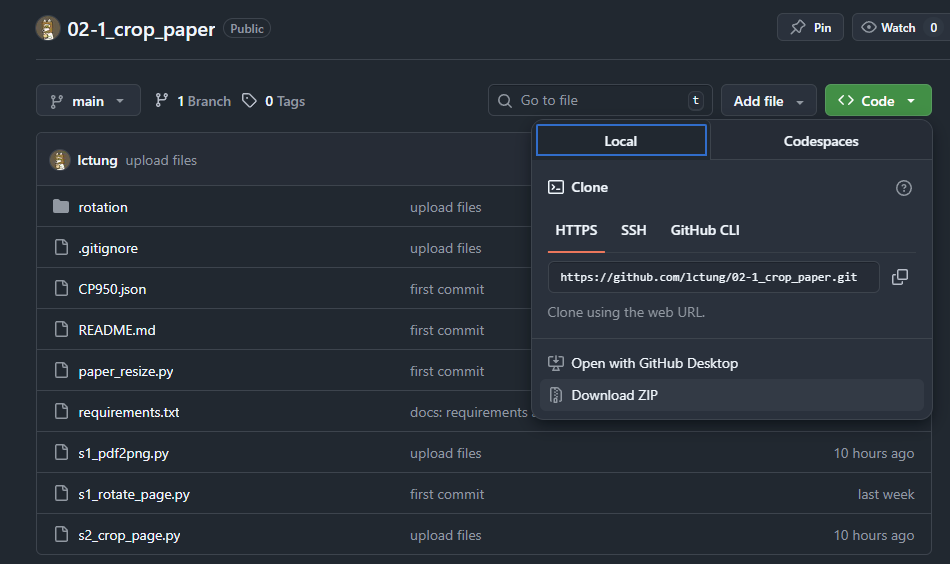 02-1_crop_paper Public Pin Watch 0
main 1 Branch 0 Tags Go to file t Add file Code
Local Codespaces
lctung upload files
Clone
rotation upload files
HTTPS SSH GitHub CLI
.gitignore upload files
https://github.com/lctung/02-1_crop_paper.git
CP950.json first commit
Clone using the web URL.
README.md first commit
Open with GitHub Desktop
paper_resize.py first commit
Download ZIP
requirements.txt docs: requirements
s1_pdf2png.py upload files 10 hours ago
s1_rotate_page.py first commit last week
s2_crop_page.py upload files 10 hours ago